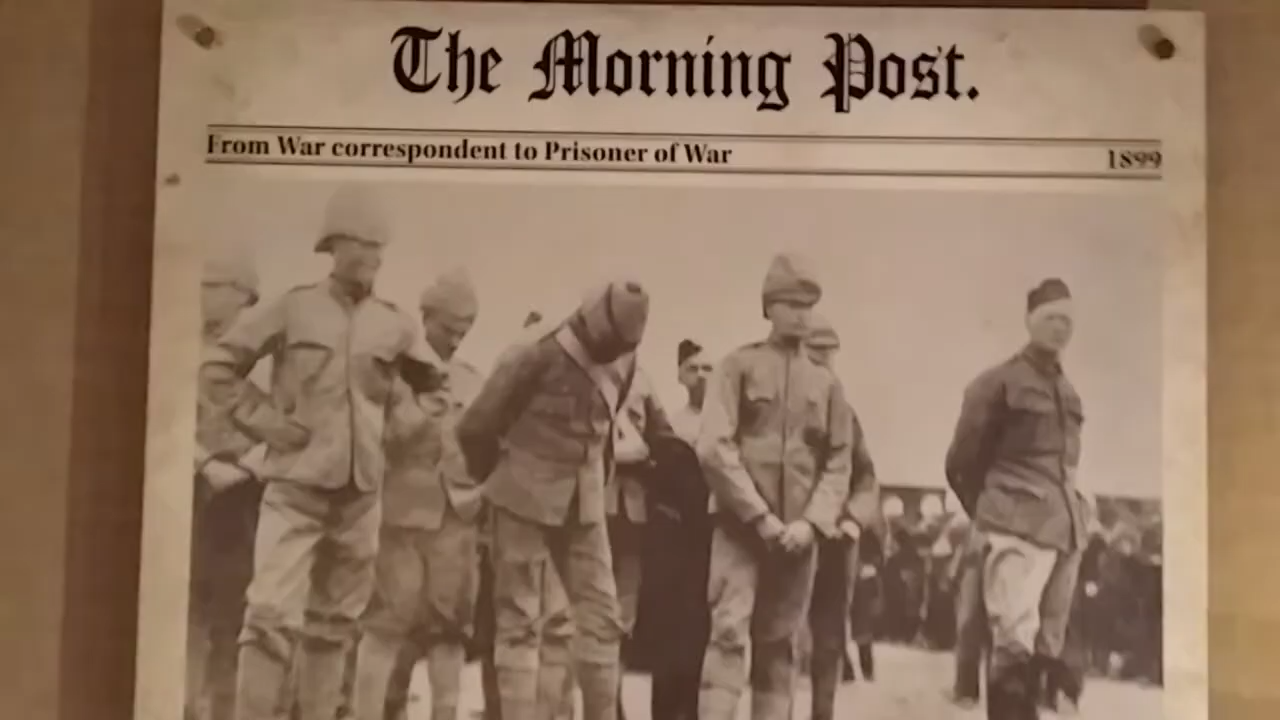 The Morning Post.
From War correspondent to Prisoner of War 1899